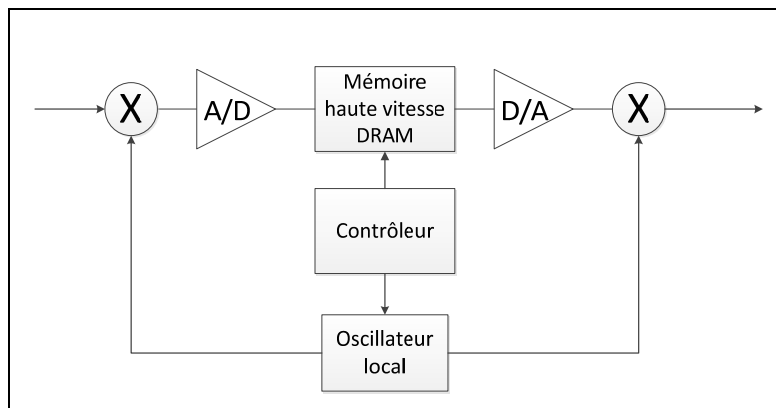 X
A/D
Mémoire
haute vitesse
DRAM
D/A
X
Contrôleur
Oscillateur
local